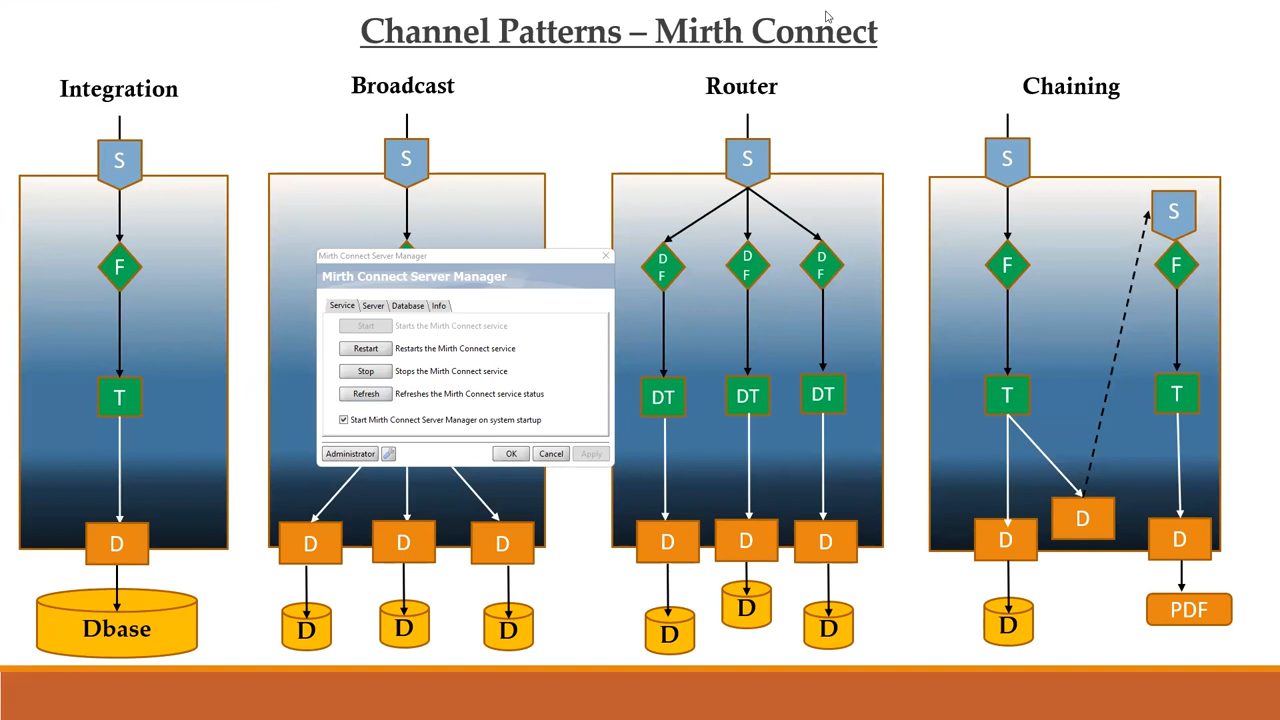 Channel Patterns – Mirth Connect
Integration
Broadcast
Router
Chaining
S
S
S
S
S
F
D
F
D
F
D
F
F
F
Mirth Connect Server Manager
Mirth Connect Server Manager
Service
Server
Database
Info
Start
Starts the Mirth Connect service
Restart
Restarts the Mirth Connect service
Stop
Stops the Mirth Connect service
Refresh
Refreshes the Mirth Connect service status
Start Mirth Connect Server Manager on system startup
Administrator
OK
Cancel
Apply
T
DT
DT
DT
T
T
D
D
D
D
D
D
D
D
D
D
Dbase
D
D
D
D
D
D
D
PDF